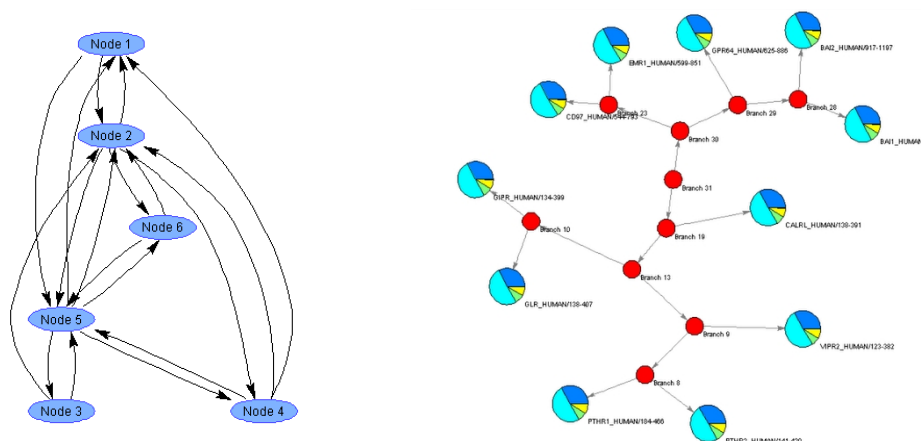 Node 1
Node 2
Node 6
Node 5
Node 3
Node 4
EMR1_HUMAN/599-851
GPR64_HUMAN/625-886
BAI2_HUMAN/917-1197
CD97_HUMAN/544-793
Branch 23
Branch 29
Branch 28
BAI1_HUMAN
Branch 30
Branch 31
GIPR_HUMAN/134-399
Branch 10
Branch 19
CALRL_HUMAN/138-391
Branch 13
GLR_HUMAN/138-407
Branch 9
VIPR2_HUMAN/123-382
Branch 8
PTHR1_HUMAN/184-466